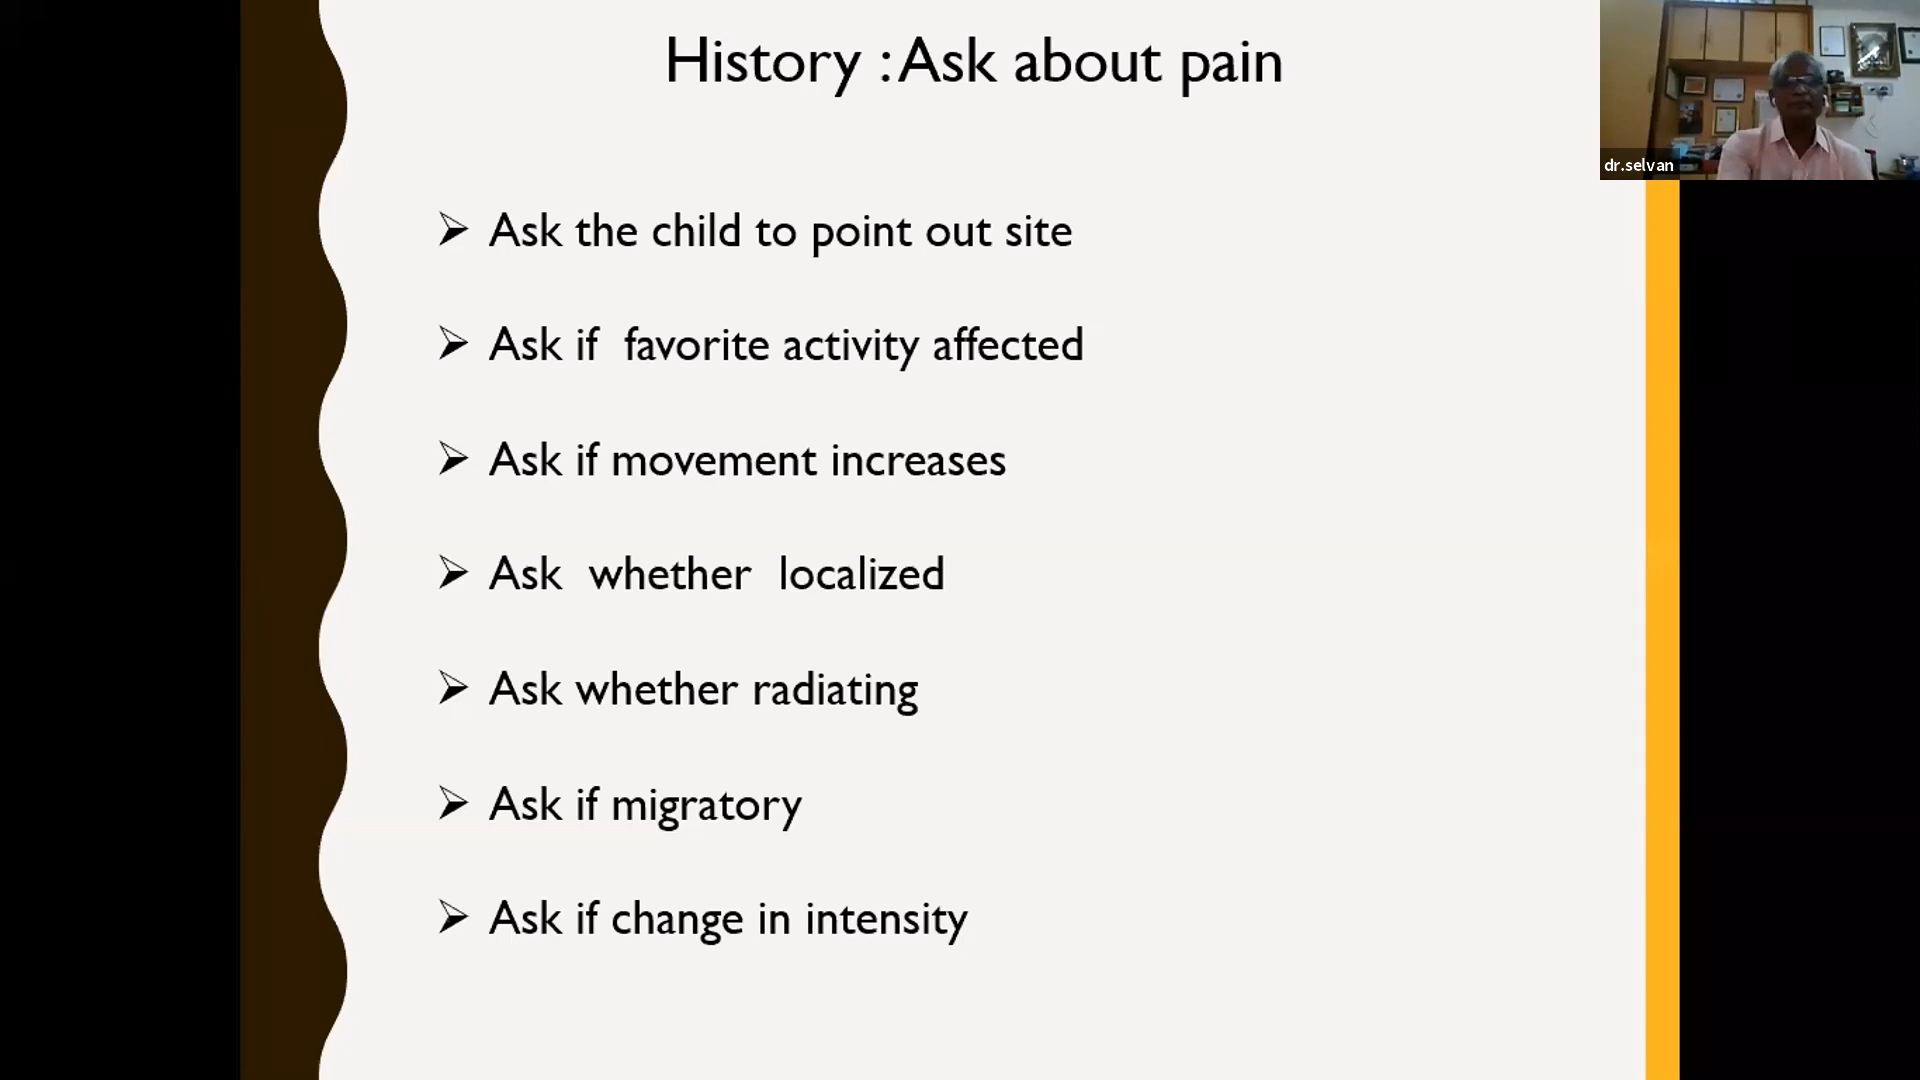 History : Ask about pain
dr.selvan
Ask the child to point out site
Ask if favorite activity affected
Ask if movement increases
Ask whether localized
Ask whether radiating
Ask if migratory
Ask if change in intensity